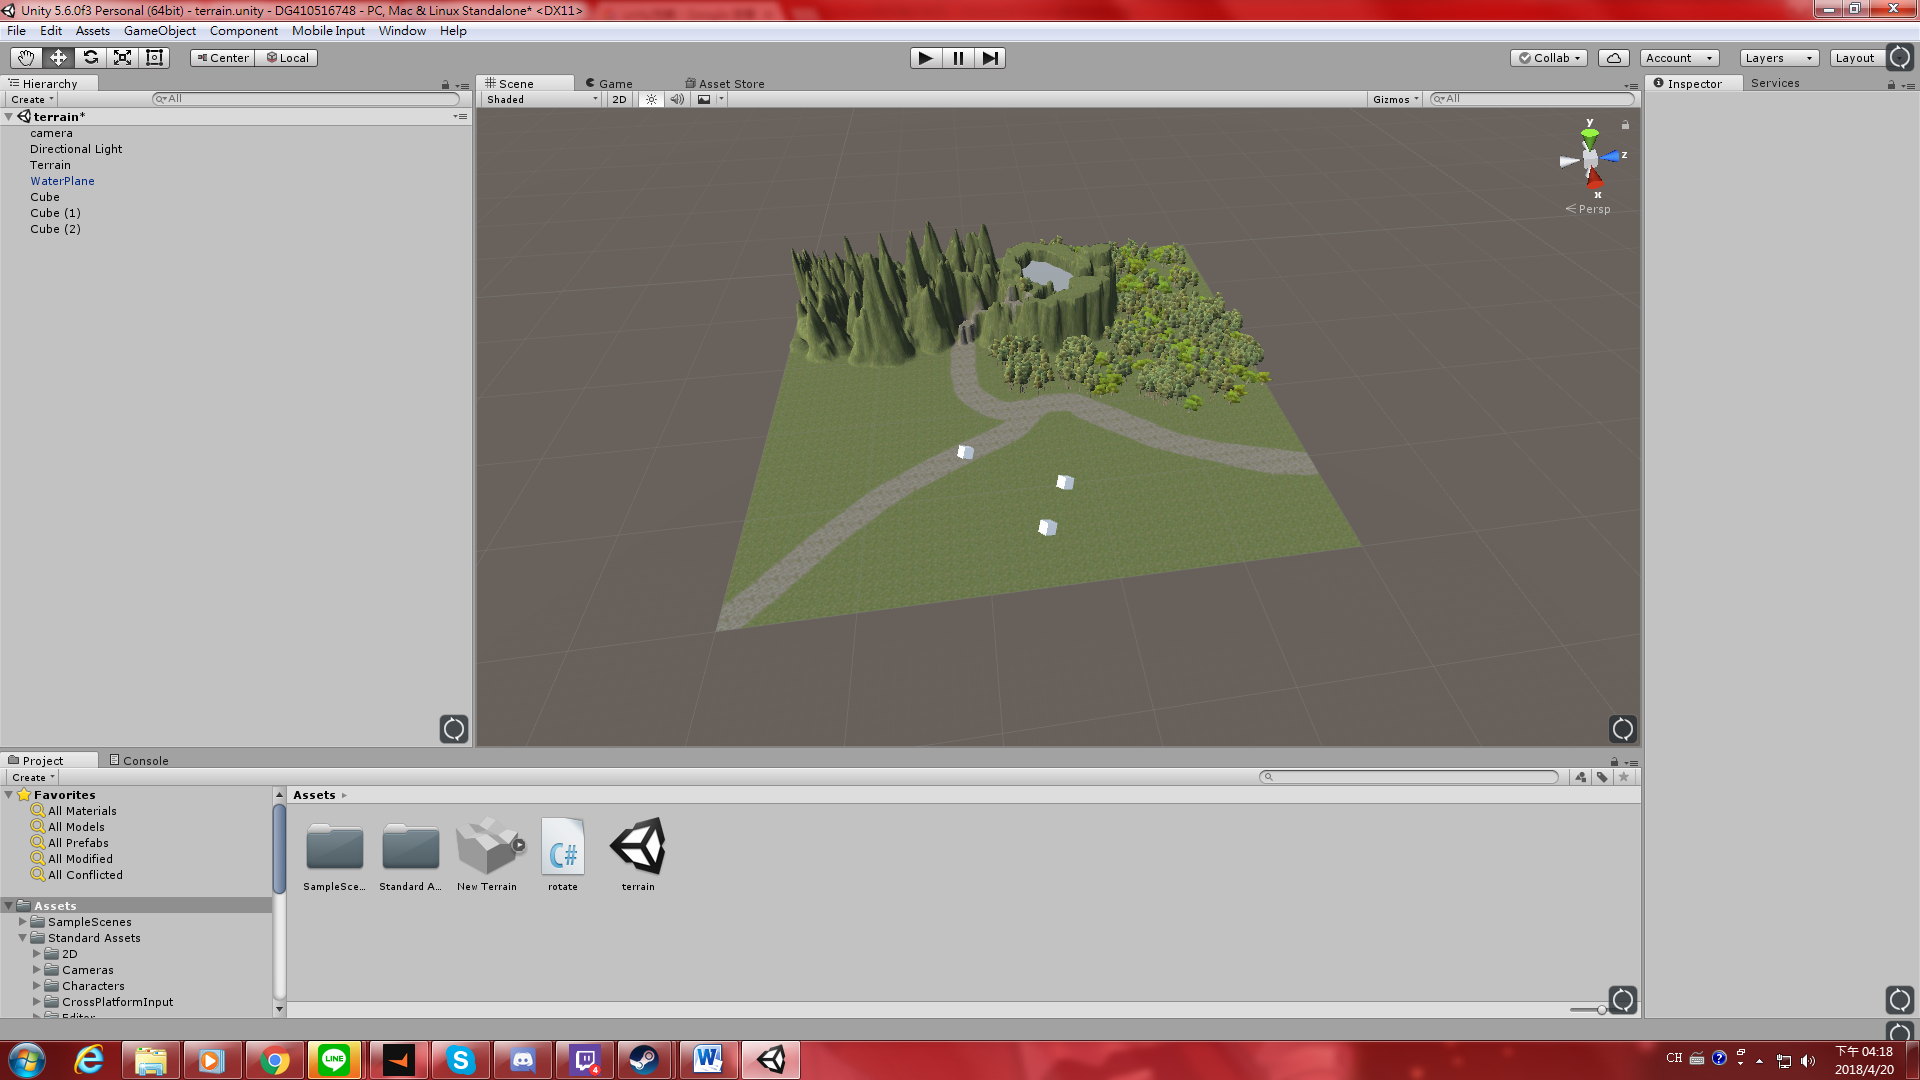 Unity 5.6.0f3 Personal (64bit) - terrain.unity - DG410516748 - PC, Mac & Linux Standalone* <DX11>
File Edit Assets GameObject Component Mobile Input Window Help
Center Local Collab Account Layers Layout
Hierarchy
Create All
terrain*
camera
Directional Light
Terrain
WaterPlane
Cube
Cube (1)
Cube (2)
Scene Game Asset Store
Shaded 2D Gizmos All
y
z
x
Persp
Inspector Services
Project Console
Create
Favorites
All Materials
All Models
All Prefabs
All Modified
All Conflicted
Assets
SampleScenes
Standard Assets
2D
Cameras
Characters
CrossPlatformInput
Editor
Assets
C#
SampleSce... Standard A... New Terrain rotate terrain
LINE
S
4
W
CH
下午 04:18
2018/4/20